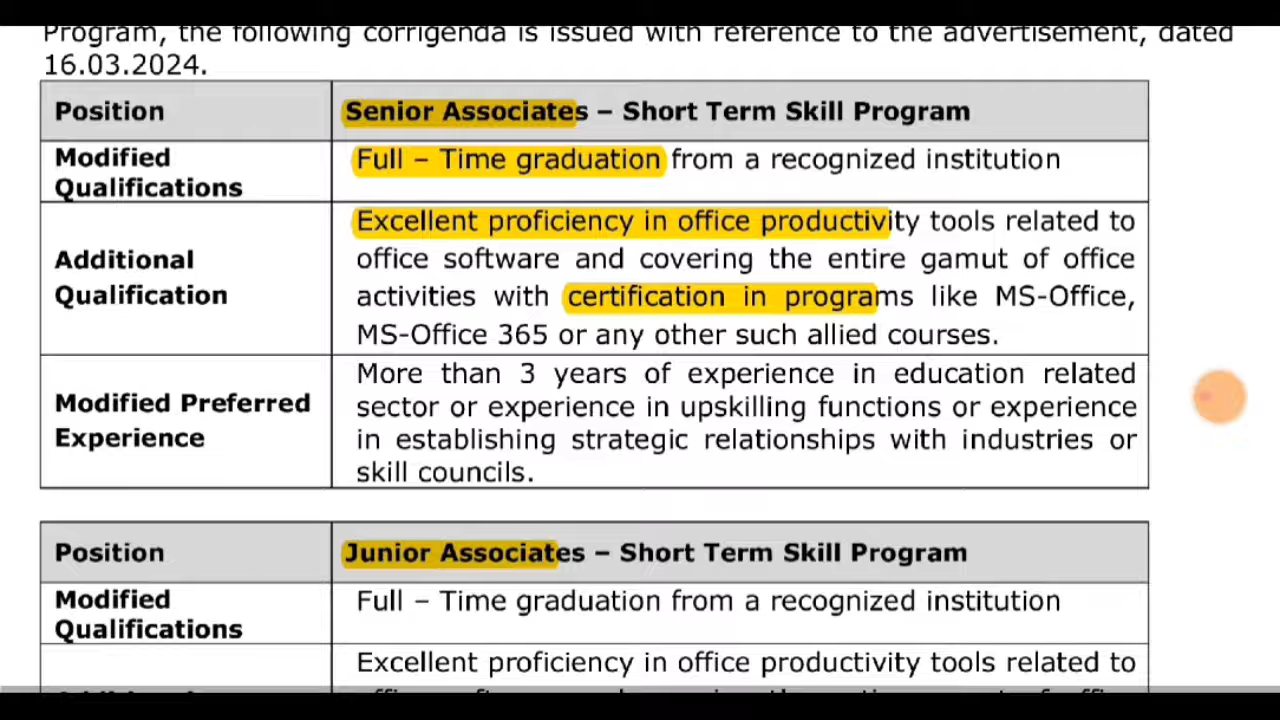 Program, the following corrigenda is issued with reference to the advertisement, dated
16.03.2024.
Position
Senior Associates – Short Term Skill Program
Modified
Qualifications
Full – Time graduation from a recognized institution
Additional
Qualification
Excellent proficiency in office productivity tools related to
office software and covering the entire gamut of office
activities with certification in programs like MS-Office,
MS-Office 365 or any other such allied courses.
Modified Preferred
Experience
More than 3 years of experience in education related
sector or experience in upskilling functions or experience
in establishing strategic relationships with industries or
skill councils.
Position
Junior Associates – Short Term Skill Program
Modified
Qualifications
Full – Time graduation from a recognized institution
Excellent proficiency in office productivity tools related to